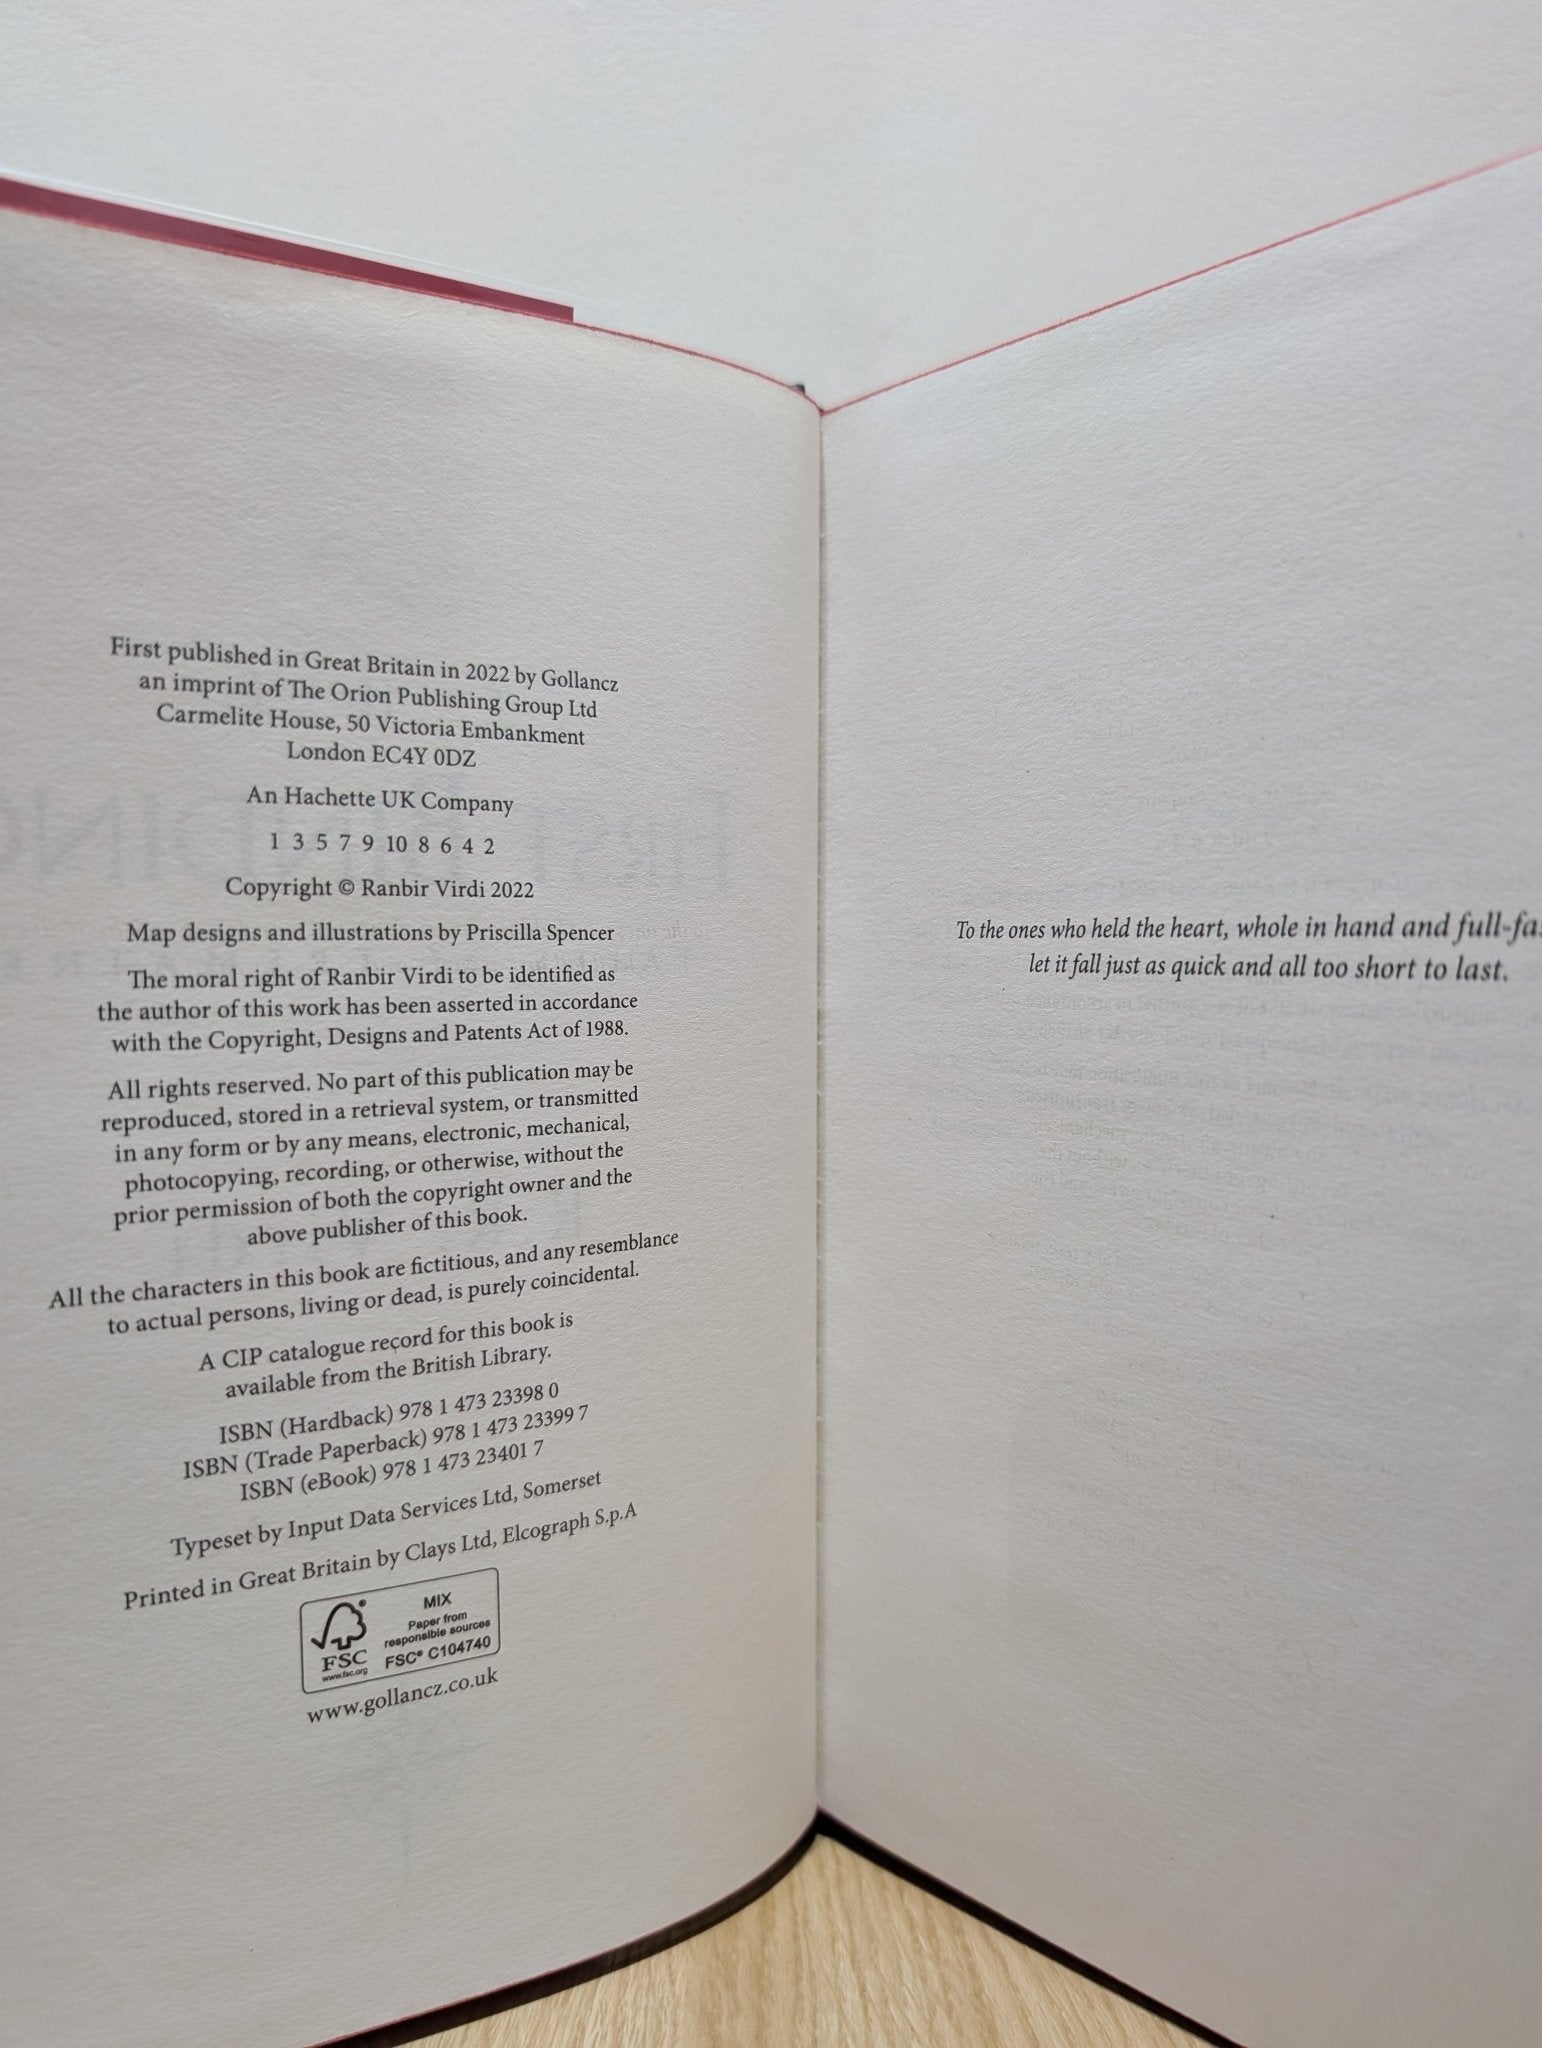 First published in Great Britain in 2022 by Gollancz
an imprint of The Orion Publishing Group Ltd
Carmelite House, 50 Victoria Embankment
London EC4Y 0DZ
An Hachette UK Company
1 3 5 7 9 10 8 6 4 2
Copyright © Ranbir Virdi 2022
Map designs and illustrations by Priscilla Spencer
The moral right of Ranbir Virdi to be identified as
the author of this work has been asserted in accordance
with the Copyright, Designs and Patents Act of 1988.
All rights reserved. No part of this publication may be
reproduced, stored in a retrieval system, or transmitted
in any form or by any means, electronic, mechanical,
photocopying, recording, or otherwise, without the
prior permission of both the copyright owner and the
above publisher of this book.
All the characters in this book are fictitious, and any resemblance
to actual persons, living or dead, is purely coincidental.
A CIP catalogue record for this book is
available from the British Library.
ISBN (Hardback) 978 1 473 23398 0
ISBN (Trade Paperback) 978 1 473 23399 7
ISBN (eBook) 978 1 473 23401 7
Typeset by Input Data Services Ltd, Somerset
Printed in Great Britain by Clays Ltd, Elcograph S.p.A
FSC®
www.fsc.org
MIX
Paper from
responsible sources
FSC® C104740
www.gollancz.co.uk
To the ones who held the heart, whole in hand and
let it fall just as quick and all too short to last.